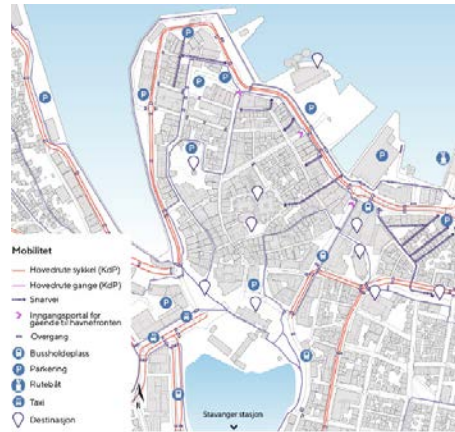 Mobilitet
Hovedrute sykkel (KdP)
Hovedrute gange (KdP)
Snarvei
Inngangsportal for
gående til havnefronten
Overgang
Bussholdeplass
P Parkering
Rutebåt
Taxi
Destinasjon
Stavanger stasjon
P
P
P
P
P
P
P
P
P
P